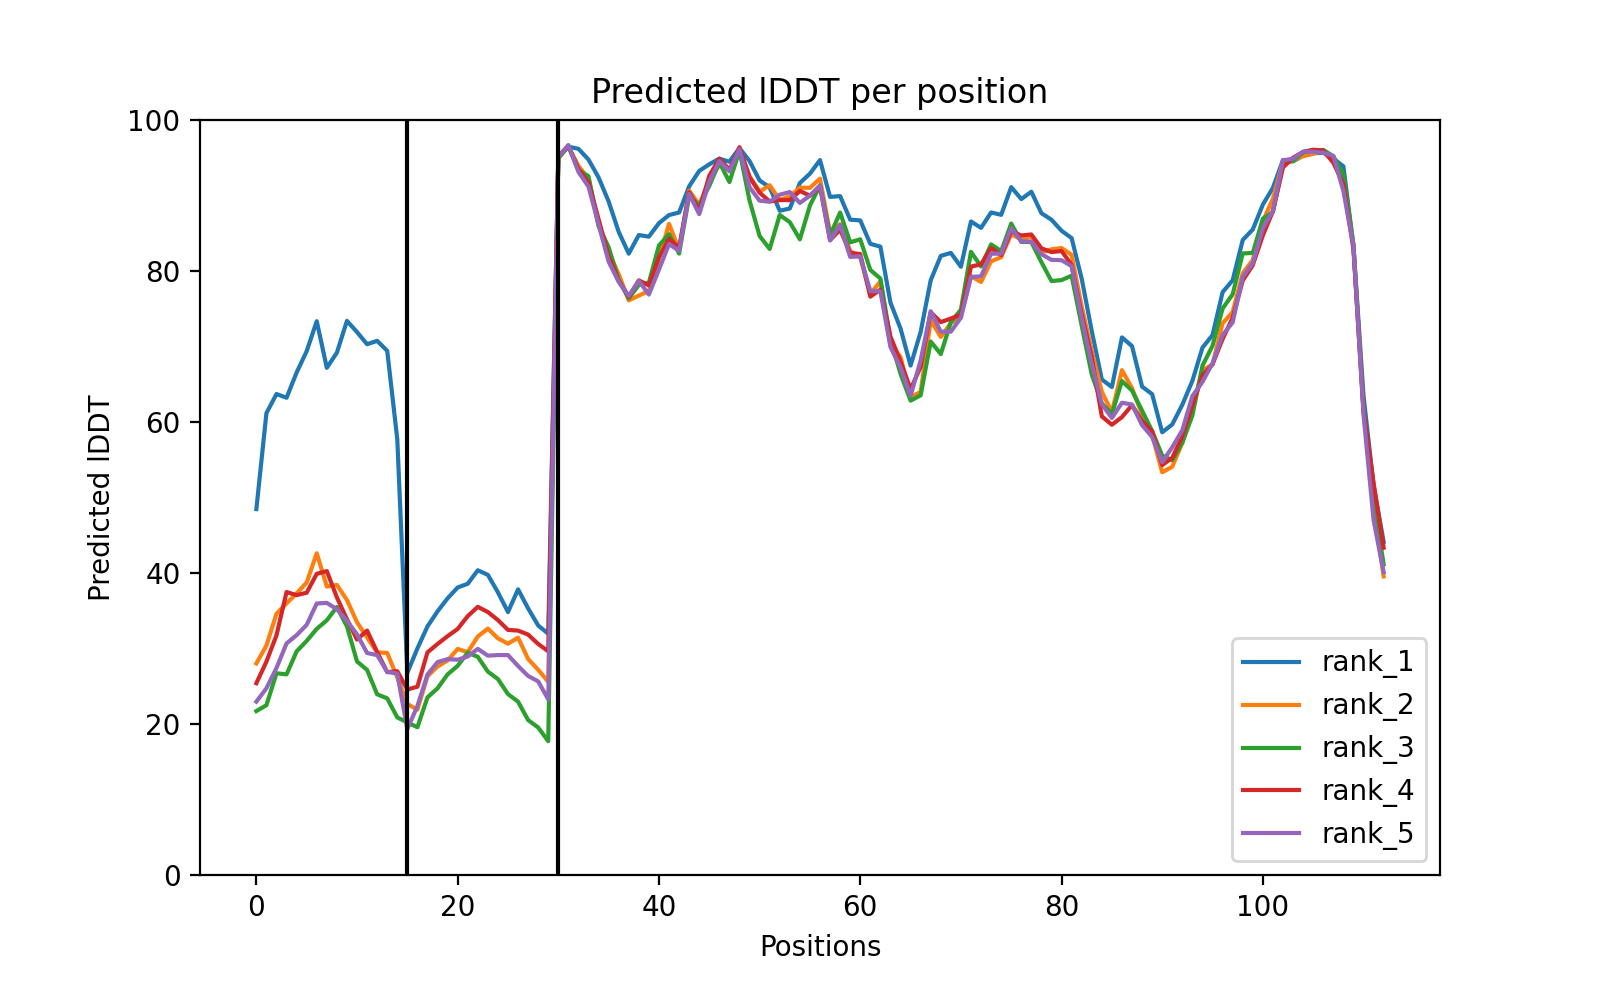 Predicted lDDT per position
100
80
60
40
20
0
Predicted lDDT
0 20 40 60 80 100
Positions
rank_1
rank_2
rank_3
rank_4
rank_5